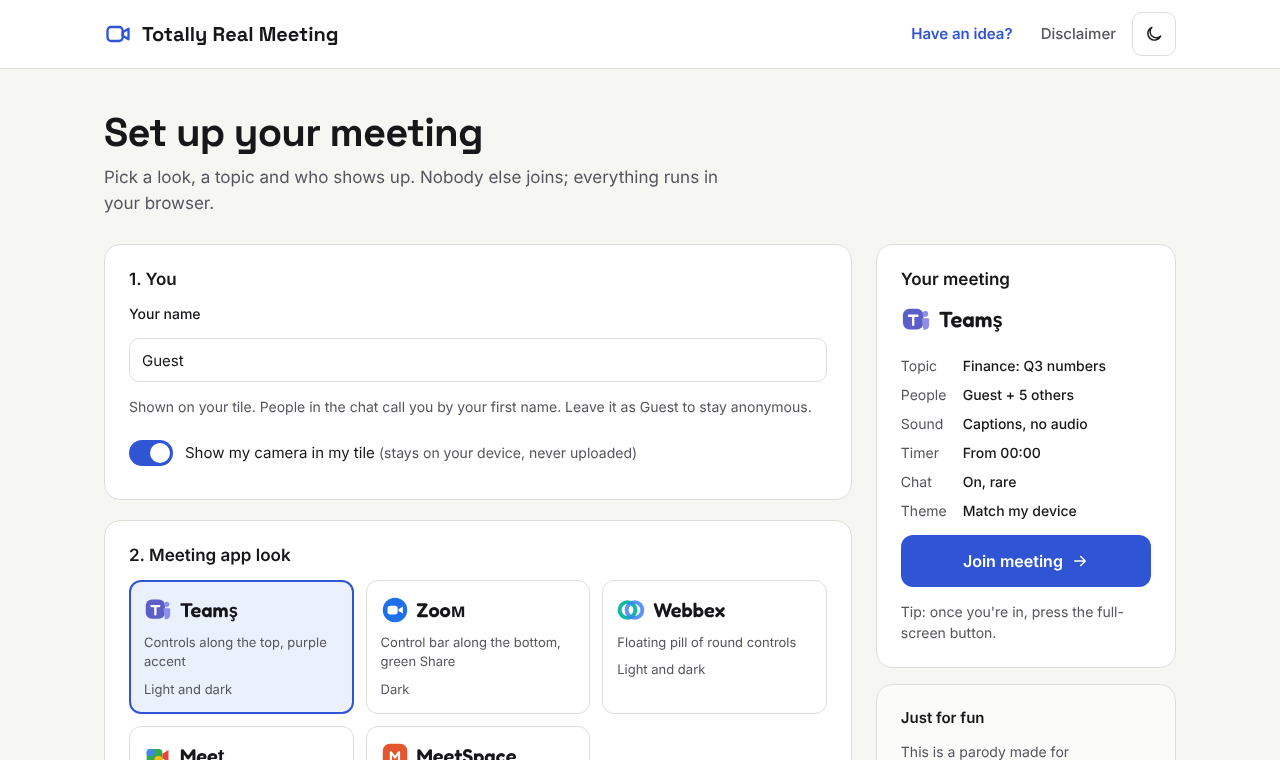 Totally Real Meeting
Have an idea?
Disclaimer
Set up your meeting
Pick a look, a topic and who shows up. Nobody else joins; everything runs in
your browser.
1. You
Your name
Guest
Shown on your tile. People in the chat call you by your first name. Leave it as Guest to stay anonymous.
Show my camera in my tile (stays on your device, never uploaded)
2. Meeting app look
T Teamş
Controls along the top, purple
accent
Light and dark
Zooᴍ
Control bar along the bottom,
green Share
Dark
Webbex
Floating pill of round controls
Light and dark
Meet
M MeetSpace
Your meeting
T Teamş
Topic Finance: Q3 numbers
People Guest + 5 others
Sound Captions, no audio
Timer From 00:00
Chat On, rare
Theme Match my device
Join meeting →
Tip: once you're in, press the full-
screen button.
Just for fun
This is a parody made for